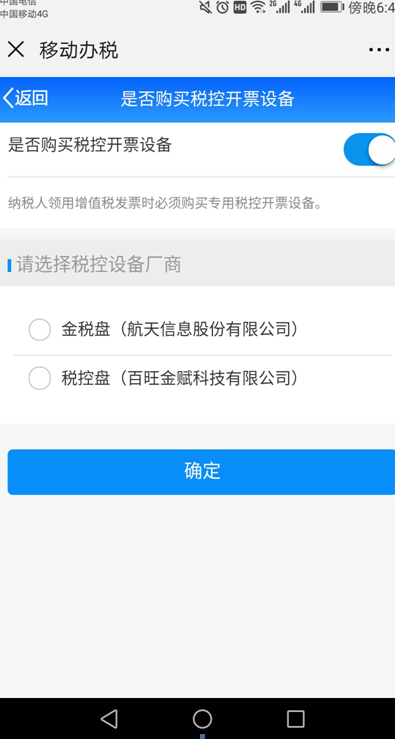 中国电信
中国移动4G
HD 2G 4G 傍晚6:4
移动办税
返回 是否购买税控开票设备
是否购买税控开票设备
纳税人领用增值税发票时必须购买专用税控开票设备。
请选择税控设备厂商
金税盘（航天信息股份有限公司）
税控盘（百旺金赋科技有限公司）
确定